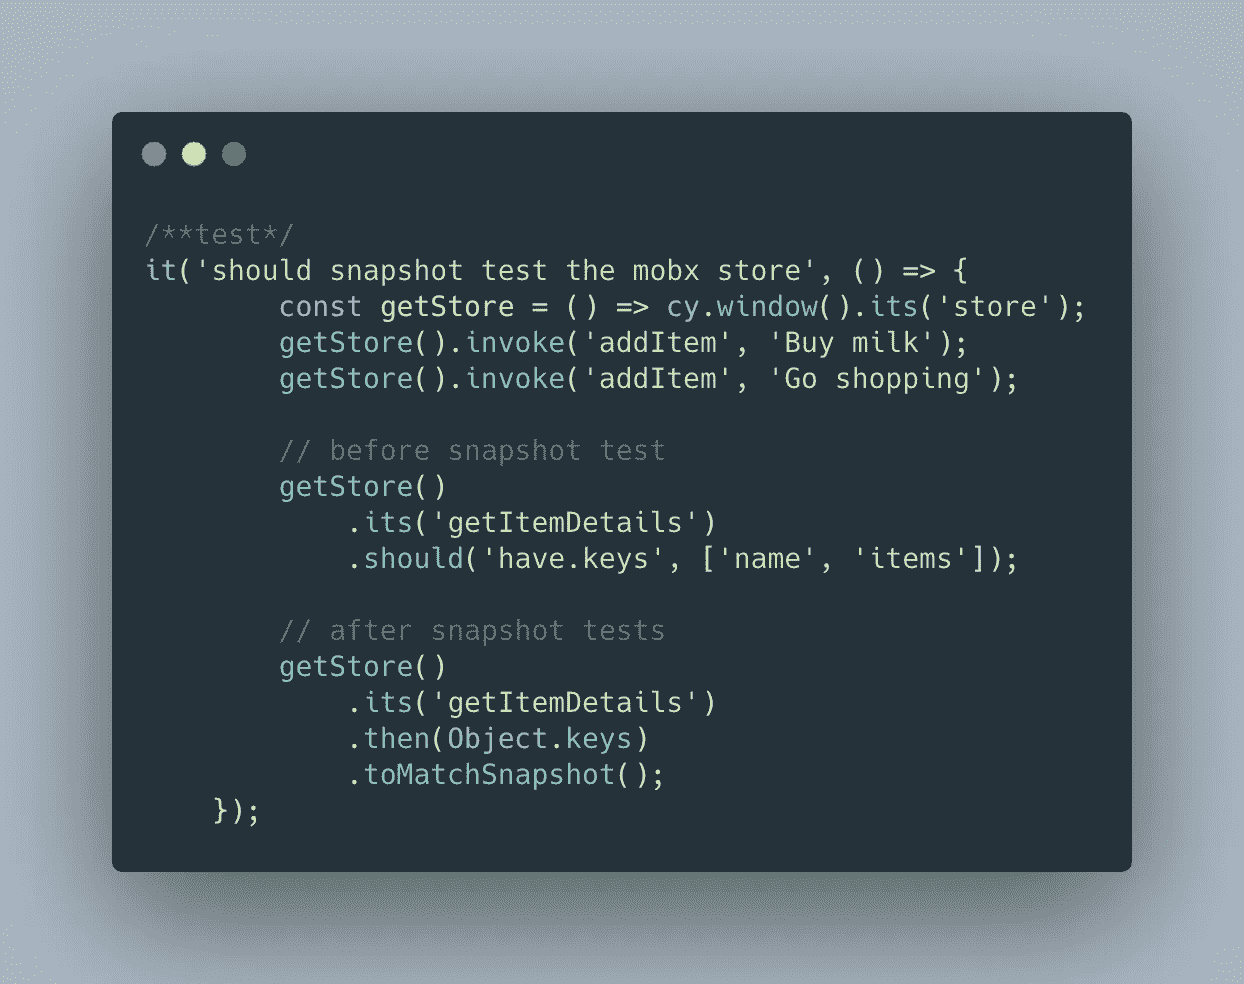 /**test*/
it('should snapshot test the mobx store', () => {
        const getStore = () => cy.window().its('store');
        getStore().invoke('addItem', 'Buy milk');
        getStore().invoke('addItem', 'Go shopping');

        // before snapshot test
        getStore()
            .its('getItemDetails')
            .should('have.keys', ['name', 'items']);

        // after snapshot tests
        getStore()
            .its('getItemDetails')
            .then(Object.keys)
            .toMatchSnapshot();
    });